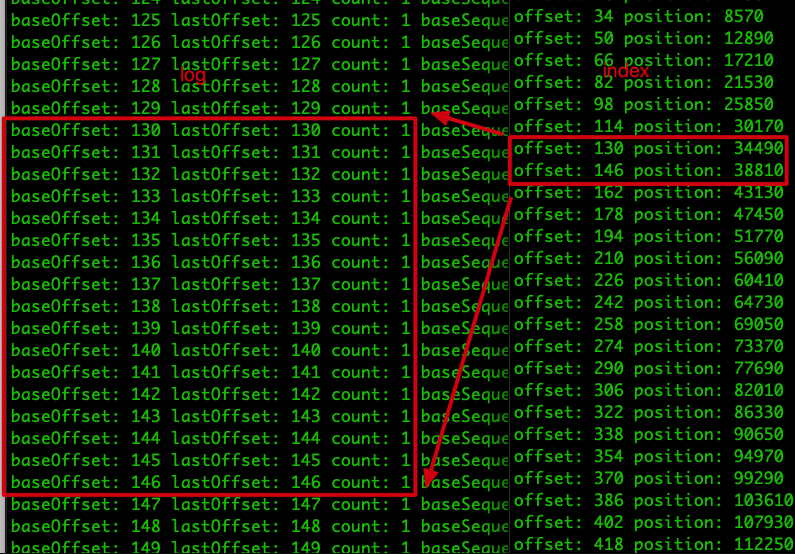 baseOffset: 124 lastOffset: 124 count: 1 baseSeque
baseOffset: 125 lastOffset: 125 count: 1 baseSeque
baseOffset: 126 lastOffset: 126 count: 1 baseSeque
baseOffset: 127 lastOffset: 127 count: 1 baseSeque
log
baseOffset: 128 lastOffset: 128 count: 1 baseSeque
baseOffset: 129 lastOffset: 129 count: 1 baseSeque
baseOffset: 130 lastOffset: 130 count: 1 baseSeque
baseOffset: 131 lastOffset: 131 count: 1 baseSeque
baseOffset: 132 lastOffset: 132 count: 1 baseSeque
baseOffset: 133 lastOffset: 133 count: 1 baseSeque
baseOffset: 134 lastOffset: 134 count: 1 baseSeque
baseOffset: 135 lastOffset: 135 count: 1 baseSeque
baseOffset: 136 lastOffset: 136 count: 1 baseSeque
baseOffset: 137 lastOffset: 137 count: 1 baseSeque
baseOffset: 138 lastOffset: 138 count: 1 baseSeque
baseOffset: 139 lastOffset: 139 count: 1 baseSeque
baseOffset: 140 lastOffset: 140 count: 1 baseSeque
baseOffset: 141 lastOffset: 141 count: 1 baseSeque
baseOffset: 142 lastOffset: 142 count: 1 baseSeque
baseOffset: 143 lastOffset: 143 count: 1 baseSeque
baseOffset: 144 lastOffset: 144 count: 1 baseSeque
baseOffset: 145 lastOffset: 145 count: 1 baseSeque
baseOffset: 146 lastOffset: 146 count: 1 baseSeque
baseOffset: 147 lastOffset: 147 count: 1 baseSeque
baseOffset: 148 lastOffset: 148 count: 1 baseSeque
baseOffset: 149 lastOffset: 149 count: 1 baseSeque
offset: 34 position: 8570
offset: 50 position: 12890
offset: 66 position: 17210
index
offset: 82 position: 21530
offset: 98 position: 25850
offset: 114 position: 30170
offset: 130 position: 34490
offset: 146 position: 38810
offset: 162 position: 43130
offset: 178 position: 47450
offset: 194 position: 51770
offset: 210 position: 56090
offset: 226 position: 60410
offset: 242 position: 64730
offset: 258 position: 69050
offset: 274 position: 73370
offset: 290 position: 77690
offset: 306 position: 82010
offset: 322 position: 86330
offset: 338 position: 90650
offset: 354 position: 94970
offset: 370 position: 99290
offset: 386 position: 103610
offset: 402 position: 107930
offset: 418 position: 112250